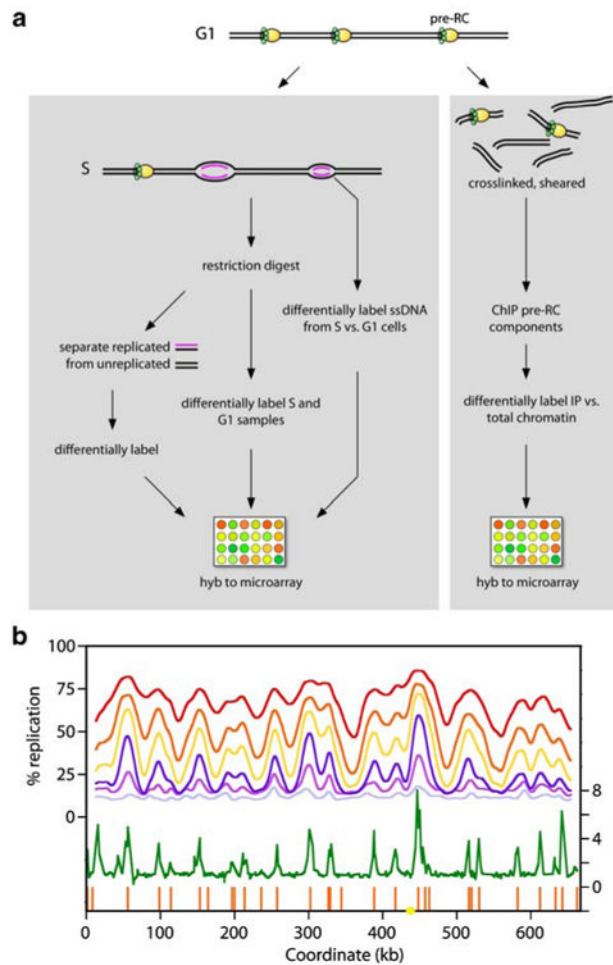 a
pre-RC
G1
S
crosslinked, sheared
restriction digest
differentially label ssDNA
from S vs. G1 cells
ChIP pre-RC
components
separate replicated
from unreplicated
differentially label S and
G1 samples
differentially label IP vs.
total chromatin
differentially label
hyb to microarray
hyb to microarray
b
100
75
50
25
0
% replication
8
4
2
0
0
100
200
300
400
500
600
Coordinate (kb)